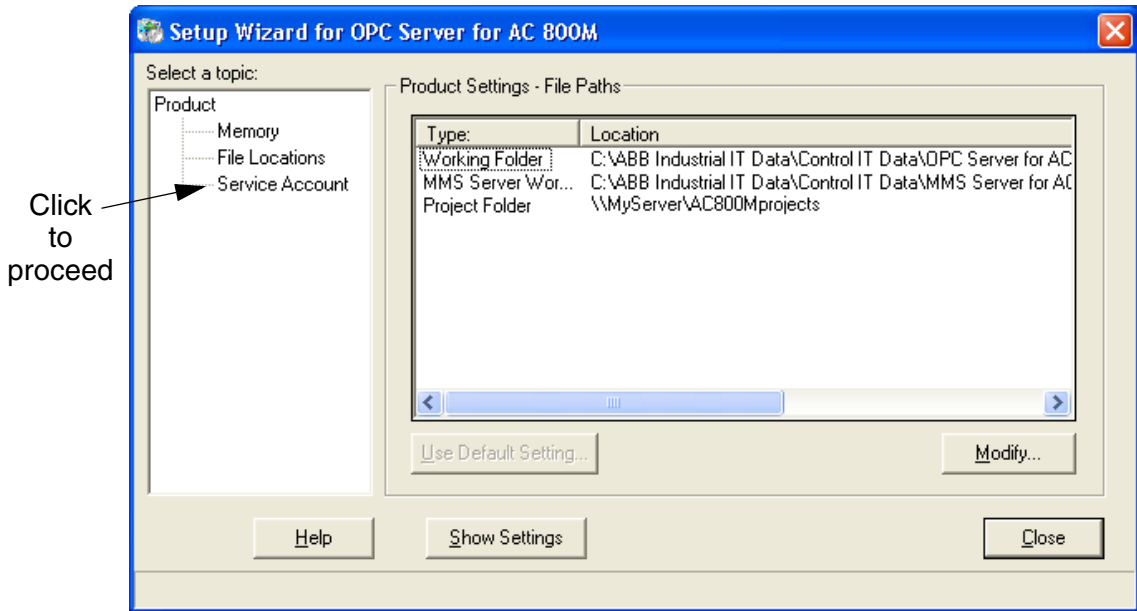 Setup Wizard for OPC Server for AC 800M
Select a topic:
Product
Memory
File Locations
Service Account
Click
to
proceed
Product Settings - File Paths
Type: Location
Working Folder C:\ABB Industrial IT Data\Control IT Data\OPC Server for AC
MMS Server Wor... C:\ABB Industrial IT Data\Control IT Data\MMS Server for A
Project Folder \\MyServer\AC800Mprojects
Use Default Setting...
Modify...
Help
Show Settings
Close